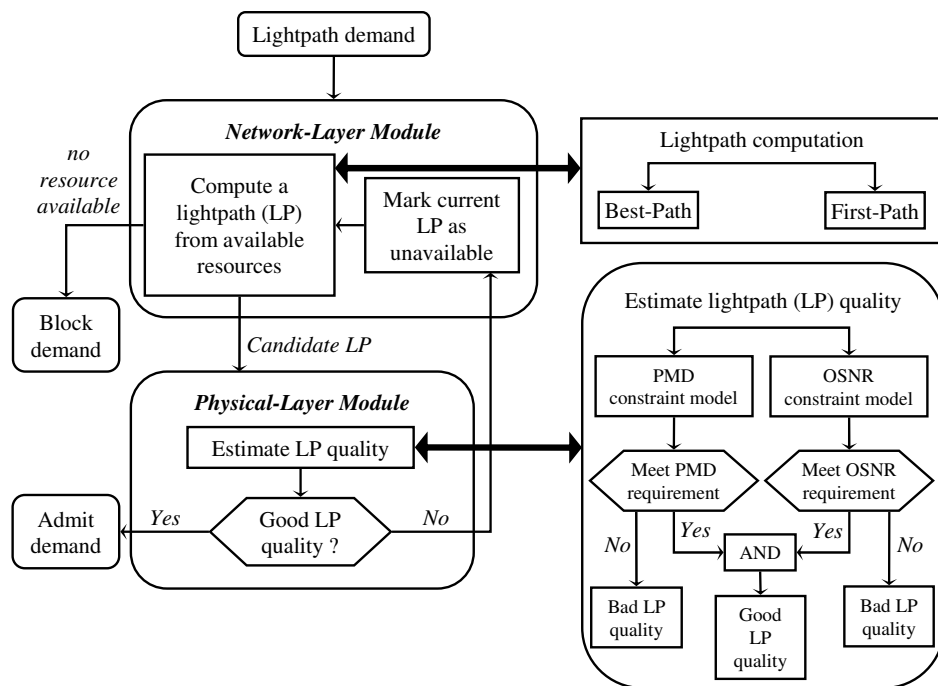 Lightpath demand
Network-Layer Module
no
resource
available
Compute a
lightpath (LP)
from available
resources
Mark current
LP as
unavailable
Block
demand
Candidate LP
Physical-Layer Module
Estimate LP quality
Good LP
quality ?
Yes
No
Admit
demand
Lightpath computation
Best-Path
First-Path
Estimate lightpath (LP) quality
PMD
constraint model
OSNR
constraint model
Meet PMD
requirement
Meet OSNR
requirement
No
Yes
Yes
No
AND
Bad LP
quality
Good
LP
quality
Bad LP
quality